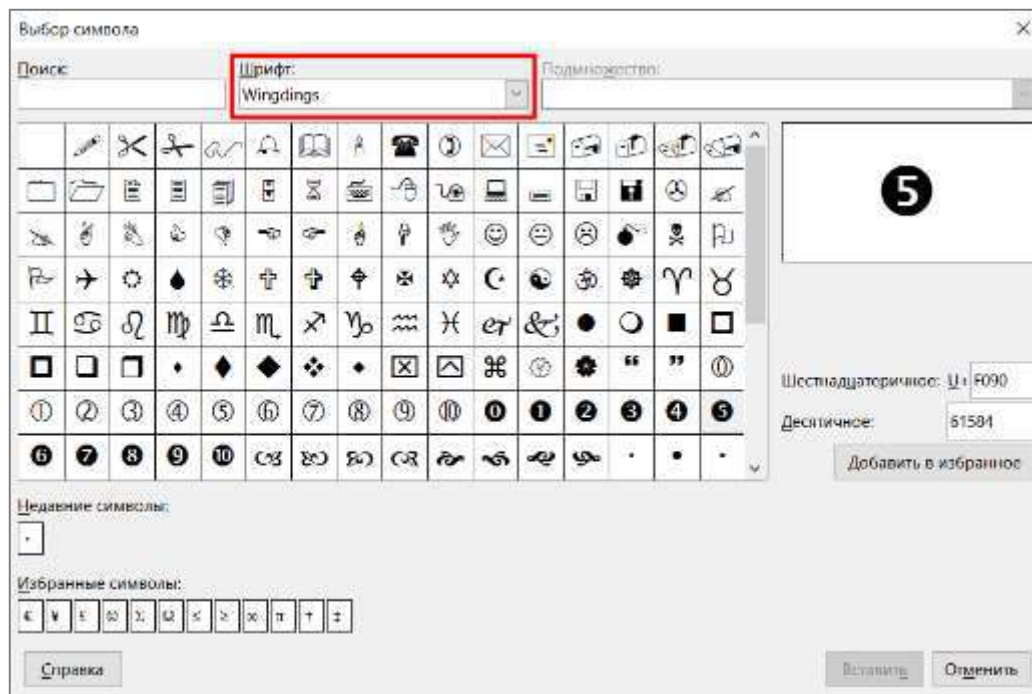 Выбор символа
Поиск:
Шрифт:
Подмножество:
Wingdings
❺
Шестнадцатеричное: U+ F090
Десятичное: 61584
Добавить в избранное
Недавние символы:
Избранные символы:
Справка
Вставить
Отменить